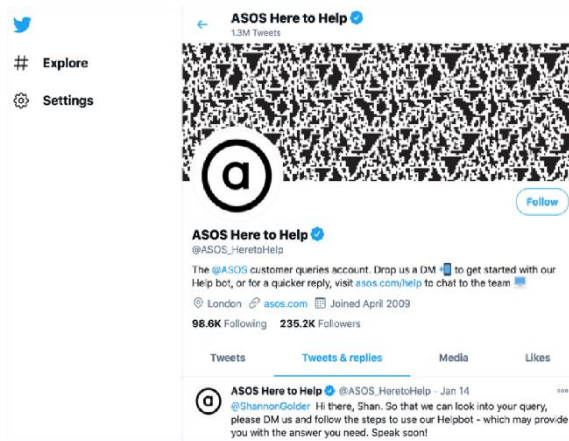 ASOS Here to Help
1.3M Tweets
Explore
Settings
a
Follow
ASOS Here to Help
@ASOS_HeretoHelp
The @ASOS customer queries account. Drop us a DM to get started with our
Help bot, or for a quicker reply, visit asos.com/help to chat to the team
London asos.com Joined April 2009
98.6K Following 235.2K Followers
Tweets Tweets & replies Media Likes
a
ASOS Here to Help @ASOS_HeretoHelp · Jan 14
@ShannonGolder Hi there, Shan. So that we can look into your query,
please DM us and follow the steps to use our Helpbot - which may provide
you with the answer you need. Speak soon!